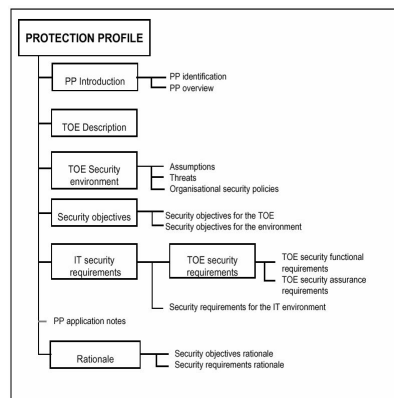 PROTECTION PROFILE
PP Introduction
PP identification
PP overview
TOE Description
TOE Security
environment
Assumptions
Threats
Organisational security policies
Security objectives
Security objectives for the TOE
Security objectives for the environment
IT security
requirements
TOE security
requirements
TOE security functional
requirements
TOE security assurance
requirements
Security requirements for the IT environment
PP application notes
Rationale
Security objectives rationale
Security requirements rationale